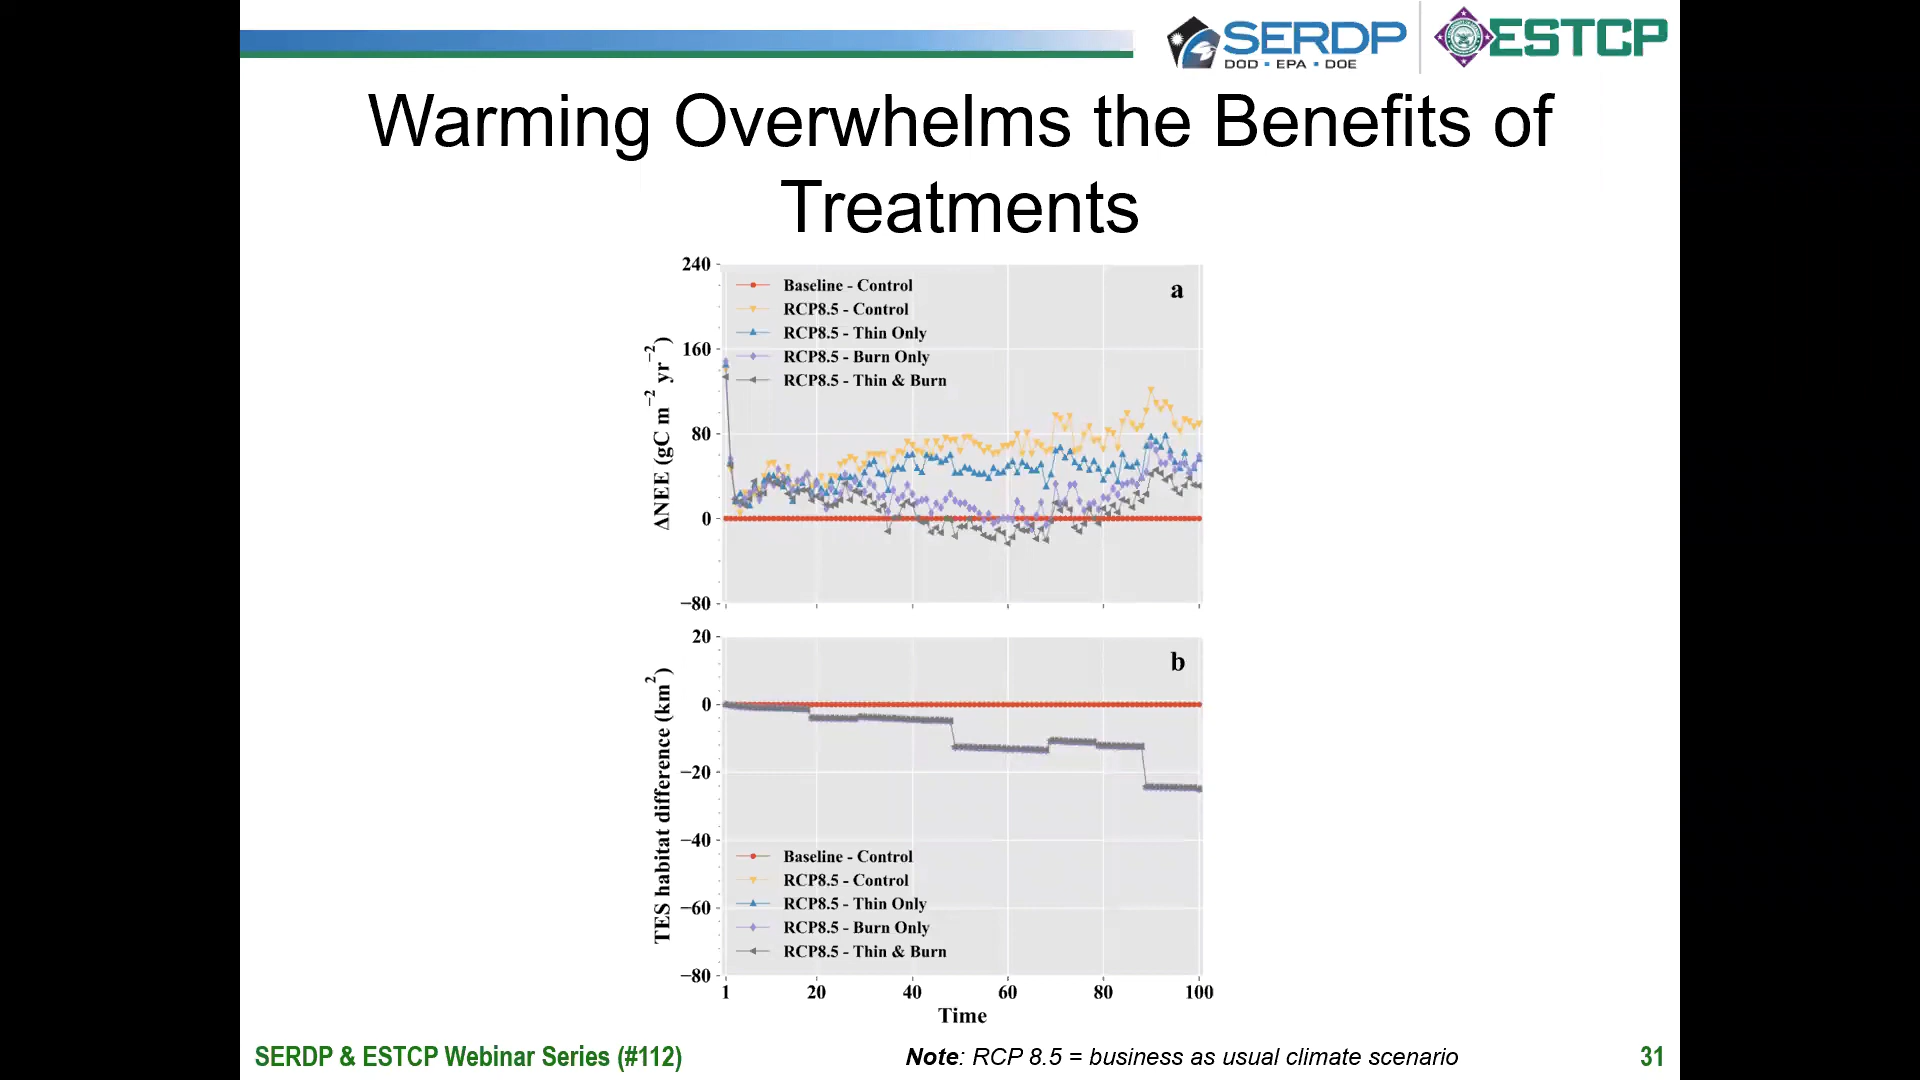 SERDP
DOD • EPA • DOE
ESTCP
Warming Overwhelms the Benefits of
Treatments
240
160
80
0
−80
ΔNEE (gC m−2 yr−2)
a
Baseline - Control
RCP8.5 - Control
RCP8.5 - Thin Only
RCP8.5 - Burn Only
RCP8.5 - Thin & Burn
20
0
−20
−40
−60
−80
TES habitat difference (km2)
b
Baseline - Control
RCP8.5 - Control
RCP8.5 - Thin Only
RCP8.5 - Burn Only
RCP8.5 - Thin & Burn
1 20 40 60 80 100
Time
SERDP & ESTCP Webinar Series (#112)
Note: RCP 8.5 = business as usual climate scenario
31